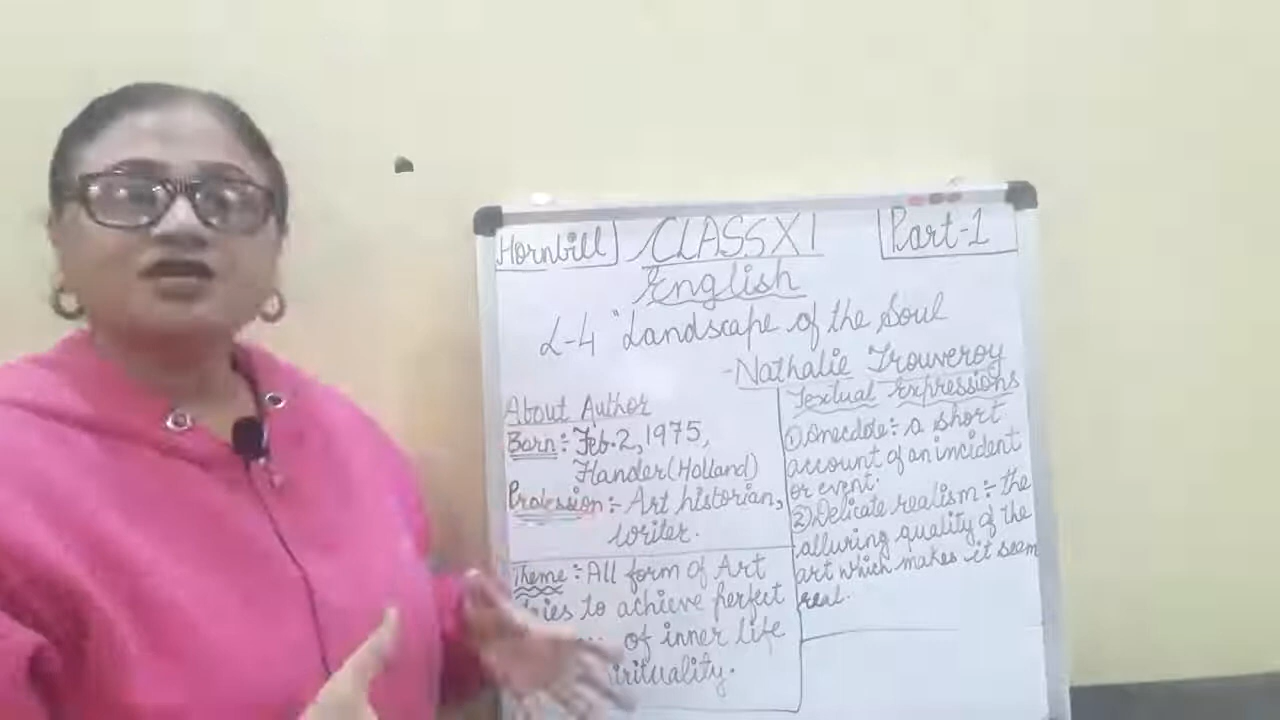 Hornbill
CLASS XI
Part-1
English
L-4 "Landscape of the Soul
-Nathalie Trouveroy
About Author
Born:- Feb. 2, 1975,
Flander(Holland)
Profession:- Art historian,
Writer.
Theme:- All form of Art
to achieve perfect
of inner life
Textual Expressions
1) Anecdote:- a short
account of an incident
or event.
2) Delicate realism:- the
alluring quality of the
art which makes it seem
real.